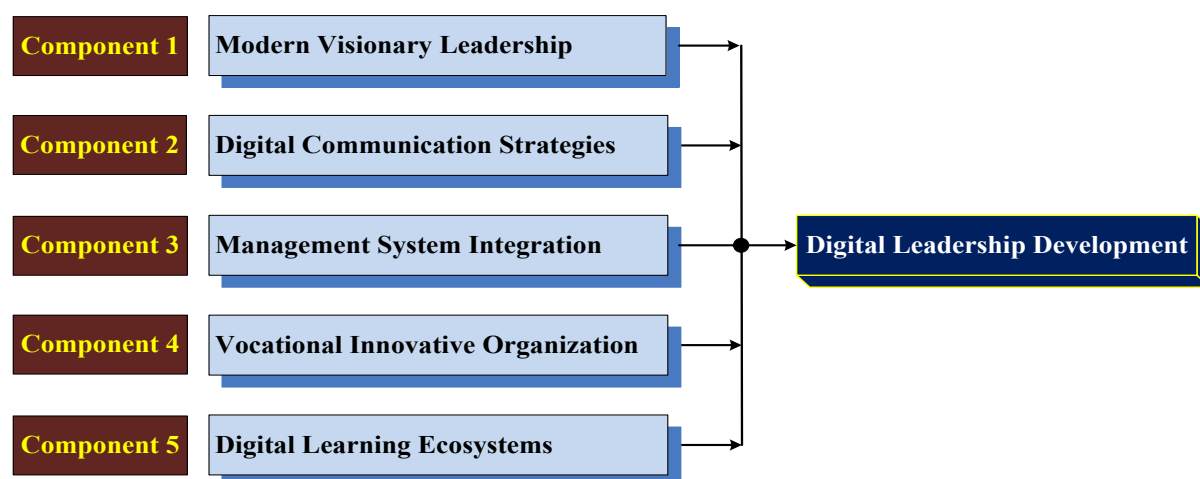 Component 1
Modern Visionary Leadership
Component 2
Digital Communication Strategies
Component 3
Management System Integration
Digital Leadership Development
Component 4
Vocational Innovative Organization
Component 5
Digital Learning Ecosystems